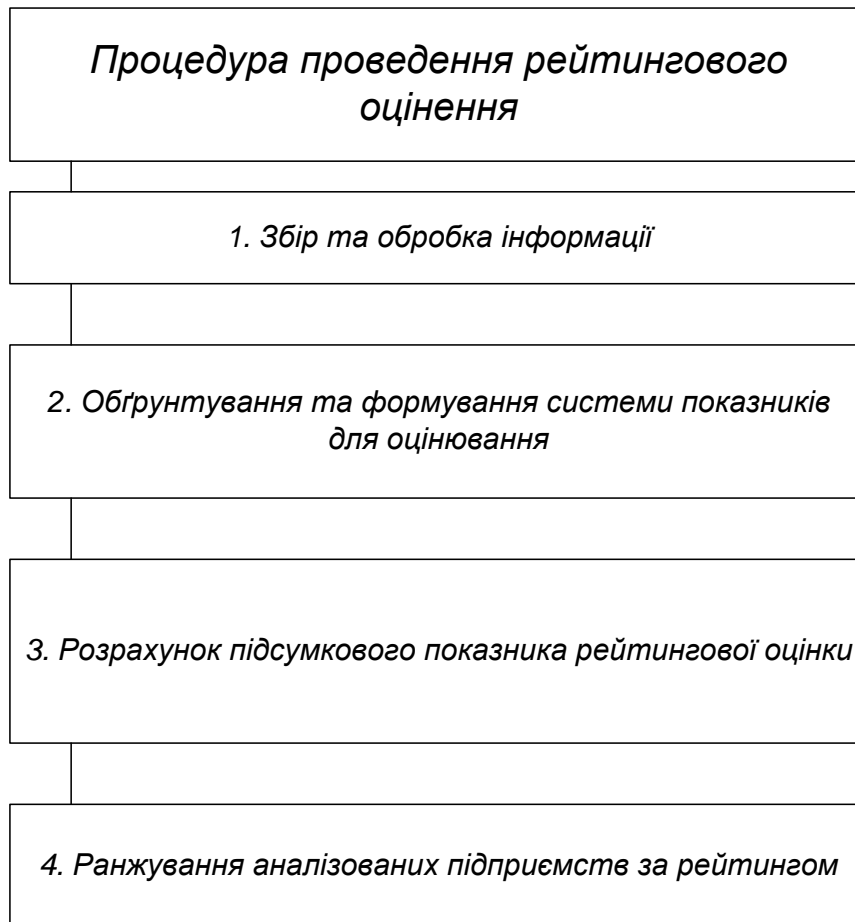 Процедура проведення рейтингового
оцінення
1. Збір та обробка інформації
2. Обґрунтування та формування системи показників
для оцінювання
3. Розрахунок підсумкового показника рейтингової оцінки
4. Ранжування аналізованих підприємств за рейтингом